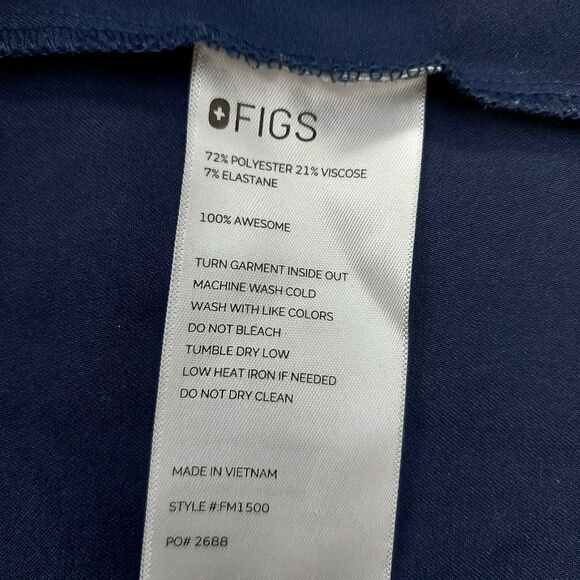 FIGS
72% POLYESTER 21% VISCOSE
7% ELASTANE
100% AWESOME
TURN GARMENT INSIDE OUT
MACHINE WASH COLD
WASH WITH LIKE COLORS
DO NOT BLEACH
TUMBLE DRY LOW
LOW HEAT IRON IF NEEDED
DO NOT DRY CLEAN
MADE IN VIETNAM
STYLE #:FM1500
PO# 2688